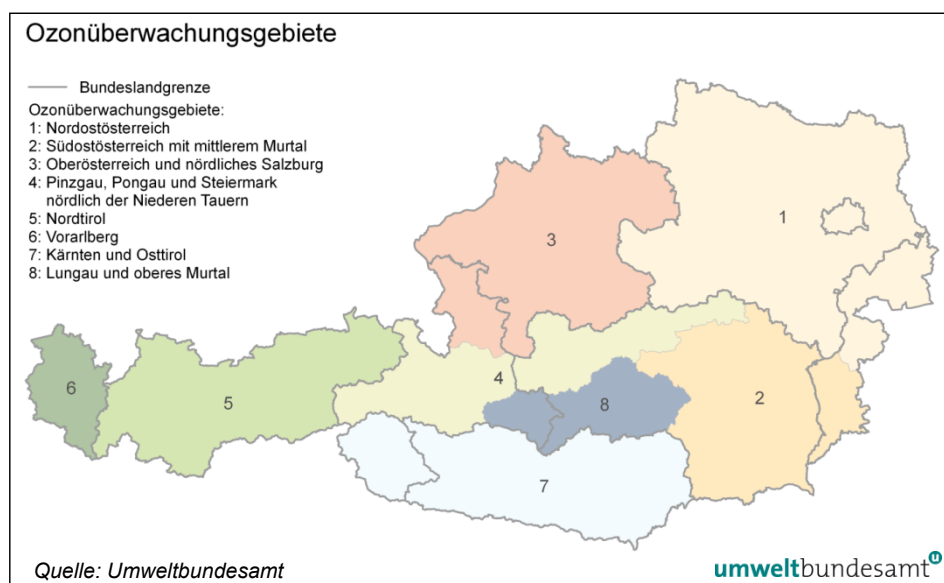 Ozonüberwachungsgebiete
Bundeslandgrenze
Ozonüberwachungsgebiete:
1: Nordostösterreich
2: Südostösterreich mit mittlerem Murtal
3: Oberösterreich und nördliches Salzburg
4: Pinzgau, Pongau und Steiermark
nördlich der Niederen Tauern
5: Nordtirol
6: Vorarlberg
7: Kärnten und Osttirol
8: Lungau und oberes Murtal
1
3
4
6
5
8
2
7
Quelle: Umweltbundesamt
umweltbundesamt
u